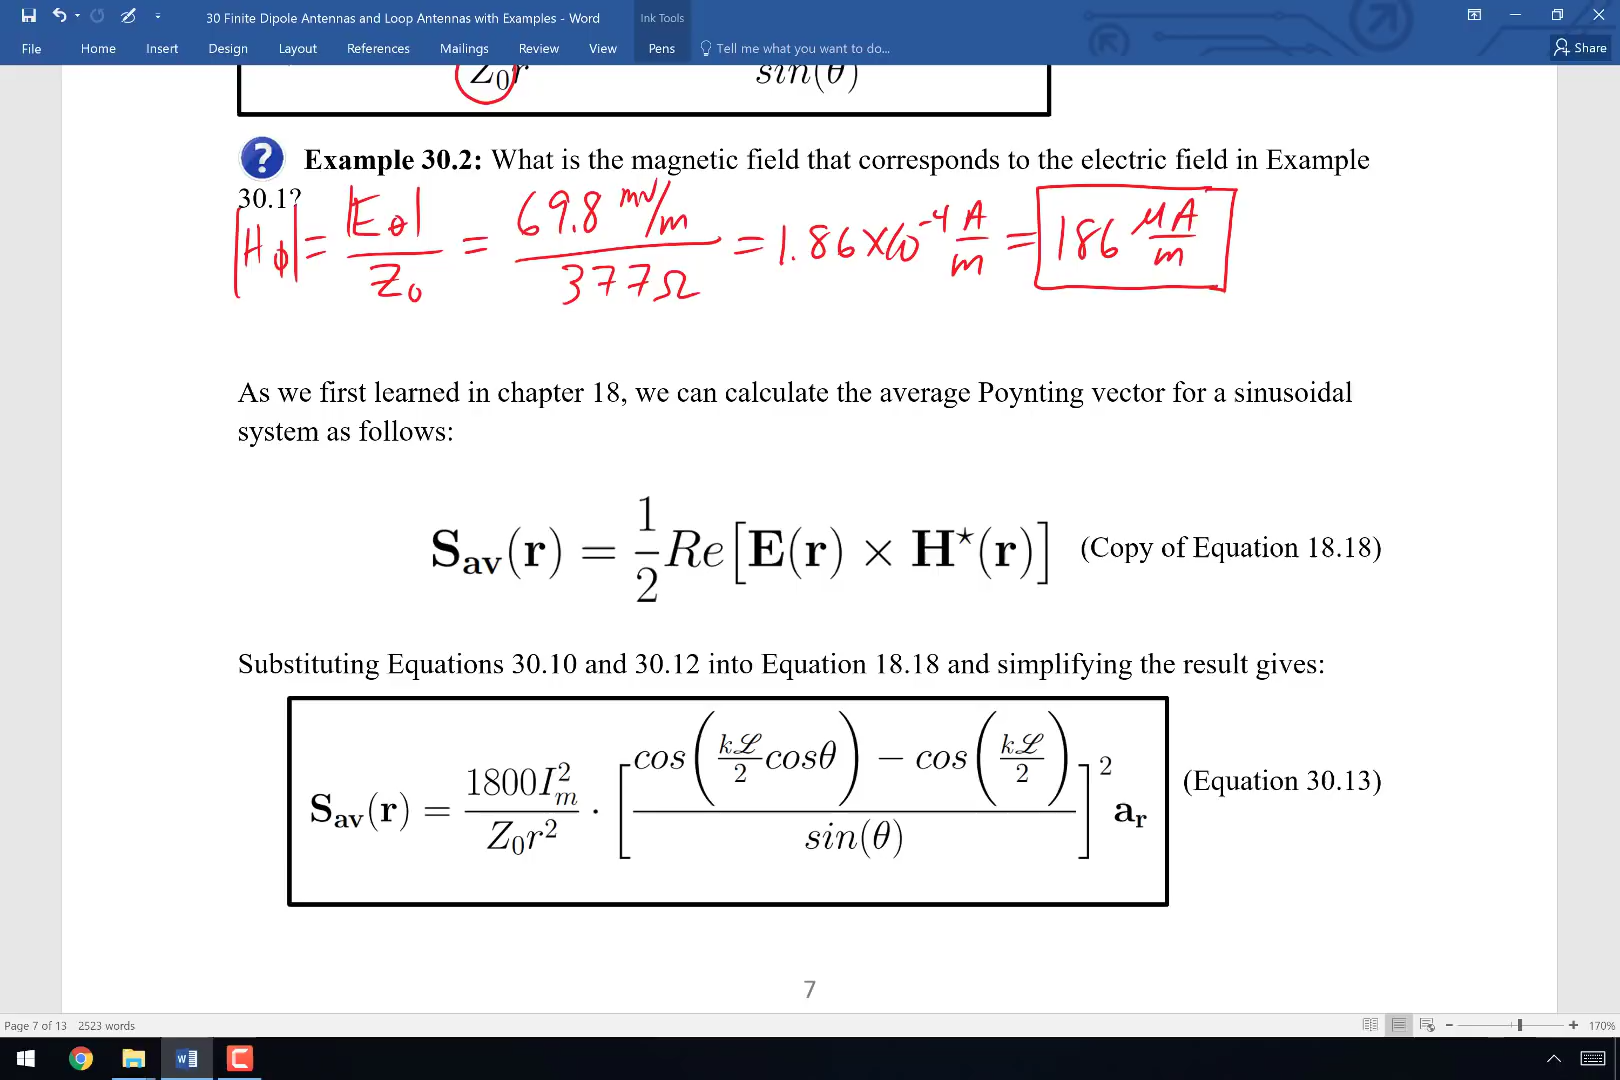 30 Finite Dipole Antennas and Loop Antennas with Examples - Word
Ink Tools
File Home Insert Design Layout References Mailings Review View Pens Tell me what you want to do... Share
Z₀r sin(θ)
Example 30.2: What is the magnetic field that corresponds to the electric field in Example
30.1?
|Hϕ| = |Eθ| / Z₀ = 69.8 mV/m / 377Ω = 1.86 × 10⁻⁴ A/m = 186 μA/m
As we first learned in chapter 18, we can calculate the average Poynting vector for a sinusoidal
system as follows:
S_av(r) = 1/2 Re[E(r) × H⋆(r)] (Copy of Equation 18.18)
Substituting Equations 30.10 and 30.12 into Equation 18.18 and simplifying the result gives:
S_av(r) = 1800I_m² / Z₀r² · [cos(kℒ/2 cosθ) − cos(kℒ/2) / sin(θ)]² a_r (Equation 30.13)
7
Page 7 of 13 2523 words 170%